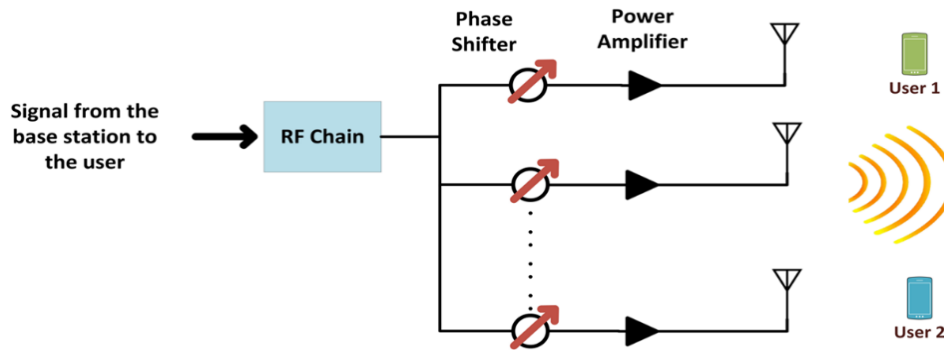 Phase
Shifter
Power
Amplifier
User 1
Signal from the
base station to
the user
RF Chain
User 2